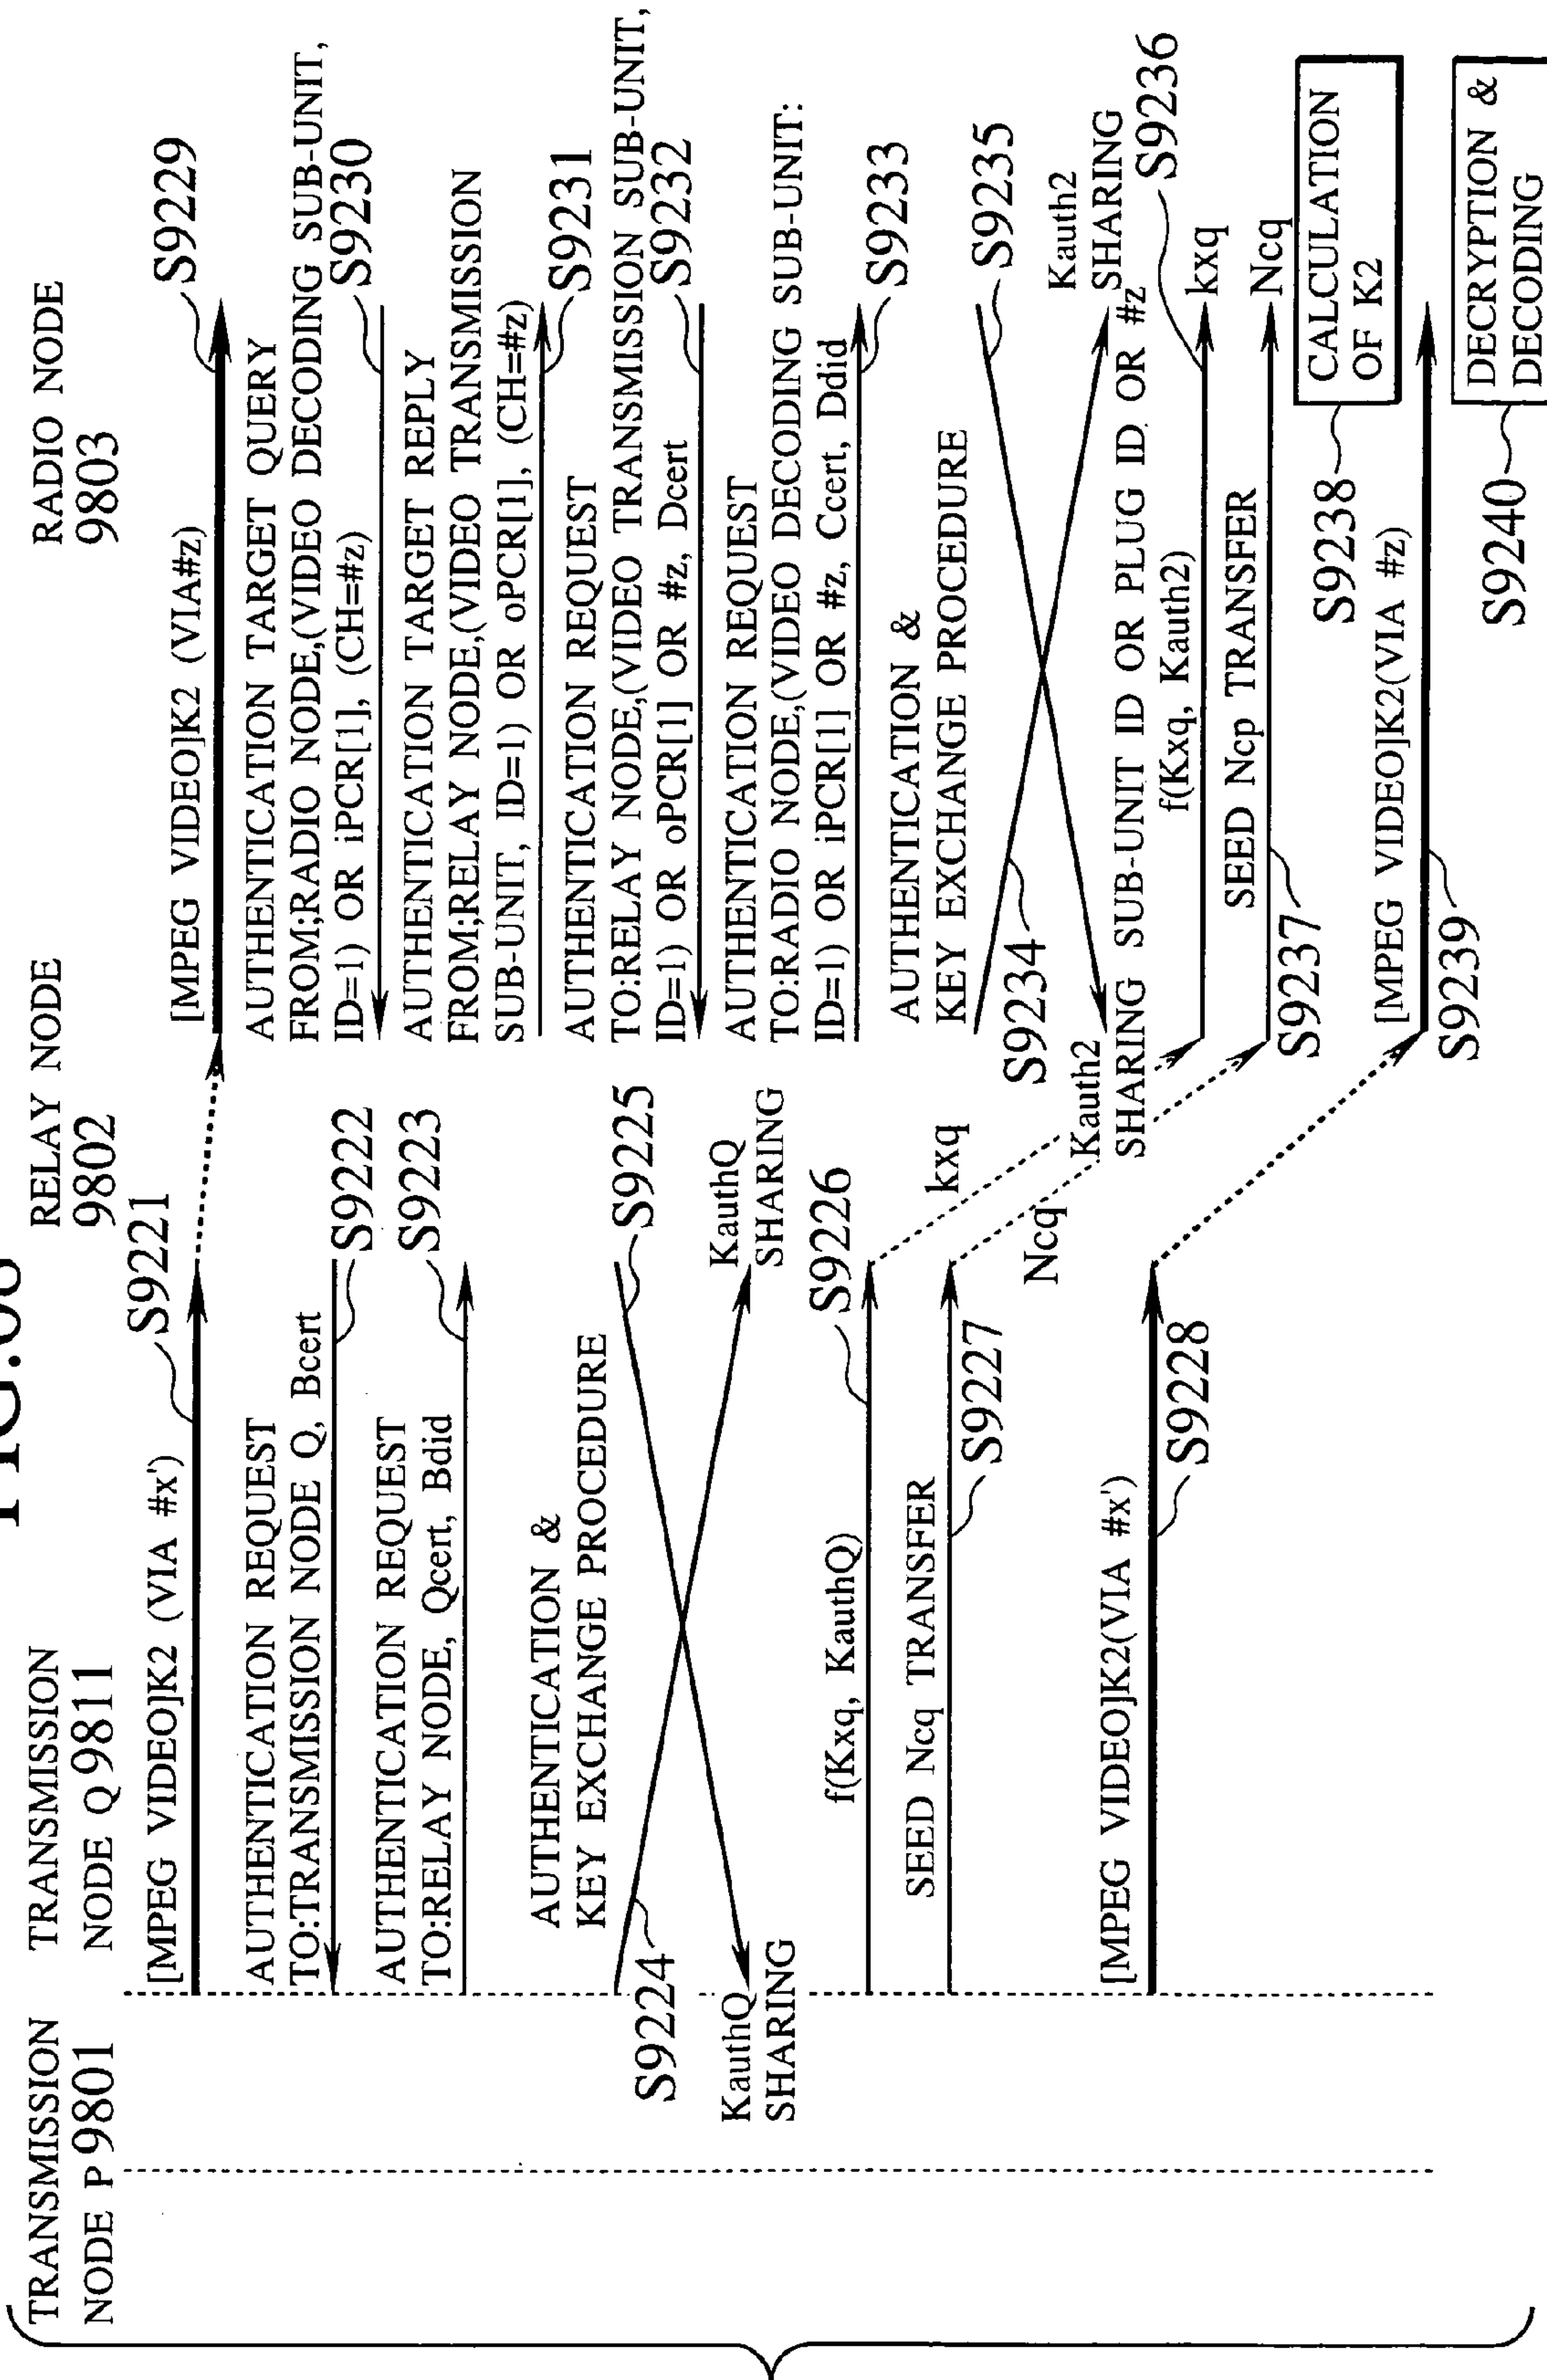 TRANSMISSION
NODE P 9801
TRANSMISSION
NODE Q 9811
RELAY NODE
9802
RADIO NODE
9803
[MPEG VIDEO]K2 (VIA #x')
S9221
AUTHENTICATION REQUEST
TO:TRANSMISSION NODE Q, Bcert
S9222
AUTHENTICATION REQUEST
TO:RELAY NODE, Qcert, Bdid
S9223
AUTHENTICATION &
KEY EXCHANGE PROCEDURE
S9224
S9225
KauthQ
SHARING
KauthQ
SHARING
f(Kxq, KauthQ)
S9226
kxq
SEED Ncq TRANSFER
S9227
Ncq
[MPEG VIDEO]K2(VIA #x')
S9228
[MPEG VIDEO]K2 (VIA#z)
S9229
AUTHENTICATION TARGET QUERY
FROM;RADIO NODE,(VIDEO DECODING SUB-UNIT,
ID=1) OR iPCR[1], (CH=#z)
S9230
AUTHENTICATION TARGET REPLY
FROM;RELAY NODE,(VIDEO TRANSMISSION
SUB-UNIT, ID=1) OR oPCR[1], (CH=#z)
S9231
AUTHENTICATION REQUEST
TO:RELAY NODE,(VIDEO TRANSMISSION SUB-UNIT,
ID=1) OR oPCR[1] OR #z, Dcert
S9232
AUTHENTICATION REQUEST
TO:RADIO NODE,(VIDEO DECODING SUB-UNIT:
ID=1) OR iPCR[1] OR #z, Ccert, Ddid
S9233
AUTHENTICATION &
KEY EXCHANGE PROCEDURE
S9234
S9235
Kauth2
SHARING
Kauth2
SHARING SUB-UNIT ID OR PLUG ID OR #z
f(Kxq, Kauth2)
S9236
kxq
SEED Ncp TRANSFER
S9237
Ncq
S9238
CALCULATION
OF K2
[MPEG VIDEO]K2(VIA #z)
S9239
S9240
DECRYPTION &
DECODING